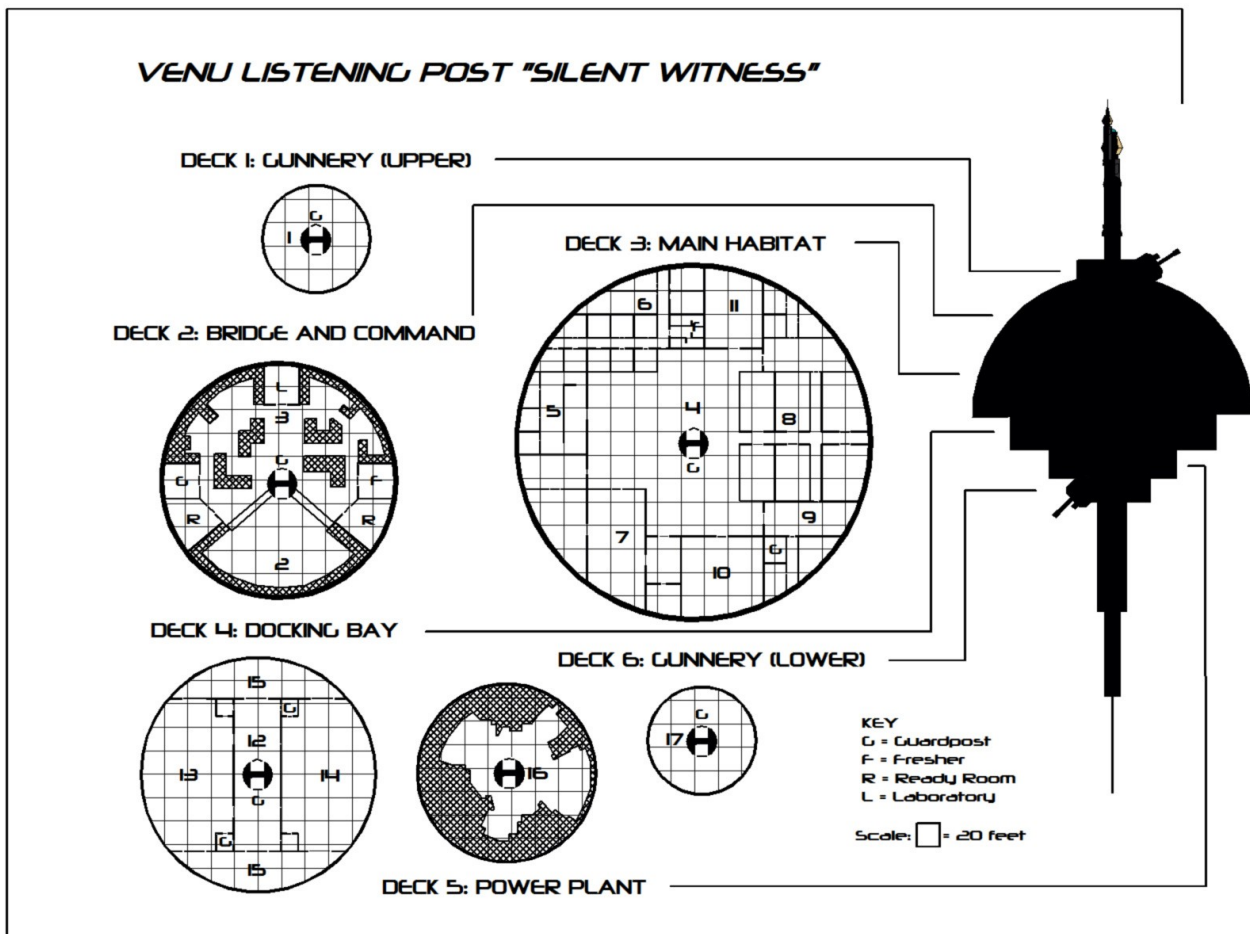 VENU LISTENING POST "SILENT WITNESS"
DECK 1: GUNNERY (UPPER)
G
1
DECK 2: BRIDGE AND COMMAND
L
3
G
G
F
R
R
2
DECK 3: MAIN HABITAT
6
F
11
5
4
8
G
9
7
G
10
DECK 4: DOCKING BAY
15
G
12
13
14
G
G
15
DECK 5: POWER PLANT
16
DECK 6: GUNNERY (LOWER)
G
17
KEY
G = Guardpost
F = Fresher
R = Ready Room
L = Laboratory
Scale: = 20 feet